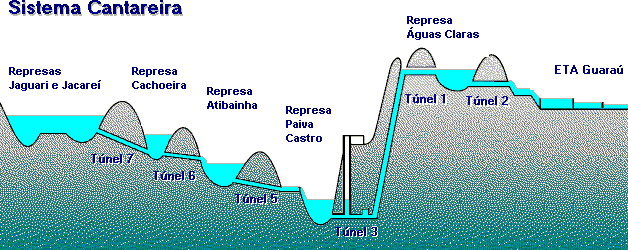 Sistema Cantareira
Represas
Jaguari e Jacareí
Represa
Cachoeira
Represa
Atibainha
Represa
Paiva
Castro
Represa
Águas Claras
ETA Guaraú
Túnel 7
Túnel 6
Túnel 5
Túnel 3
Túnel 1
Túnel 2